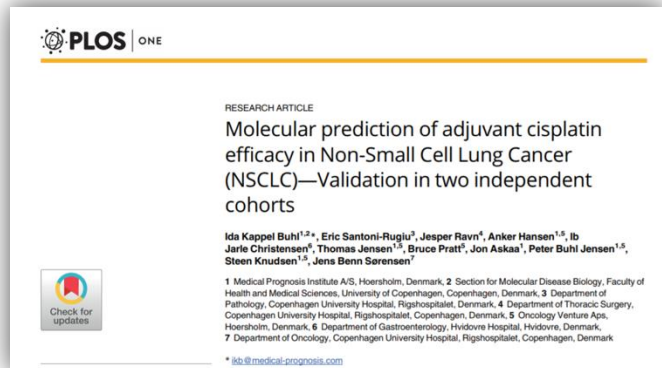 PLOS | ONE
RESEARCH ARTICLE
Molecular prediction of adjuvant cisplatin
efficacy in Non-Small Cell Lung Cancer
(NSCLC)—Validation in two independent
cohorts
Ida Kappel Buhl1,2*, Eric Santoni-Rugiu3, Jesper Ravn4, Anker Hansen1,5, Ib
Jarle Christensen6, Thomas Jensen1,5, Bruce Pratt5, Jon Askaa1, Peter Buhl Jensen1,5,
Steen Knudsen1,5, Jens Benn Sørensen7
1 Medical Prognosis Institute A/S, Hoersholm, Denmark, 2 Section for Molecular Disease Biology, Faculty of
Health and Medical Sciences, University of Copenhagen, Copenhagen, Denmark, 3 Department of
Pathology, Copenhagen University Hospital, Rigshospitalet, Denmark, 4 Department of Thoracic Surgery,
Copenhagen University Hospital, Rigshospitalet, Copenhagen, Denmark, 5 Oncology Venture Aps,
Hoersholm, Denmark, 6 Department of Gastroenterology, Hvidovre Hospital, Hvidovre, Denmark,
7 Department of Oncology, Copenhagen University Hospital, Rigshospitalet, Copenhagen, Denmark
* ikb@medical-prognosis.com
Check for
updates